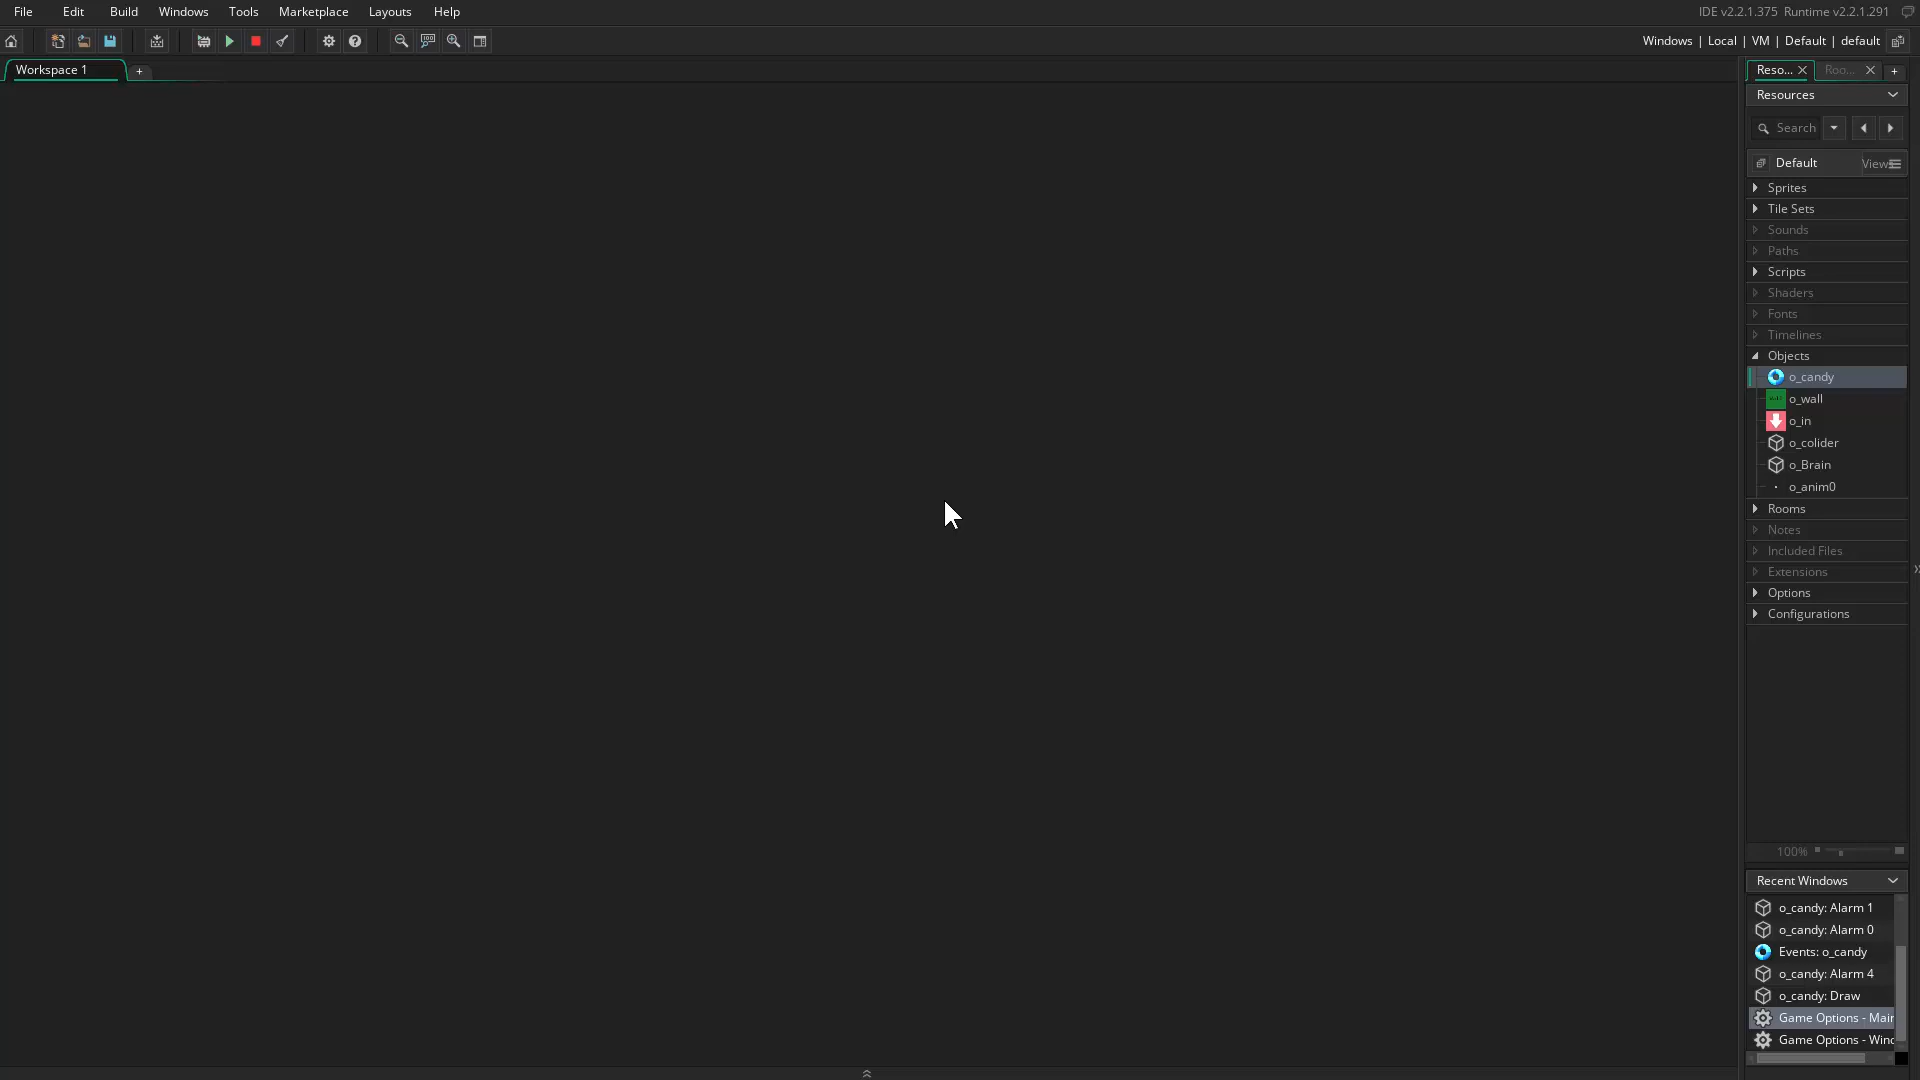 File Edit Build Windows Tools Marketplace Layouts Help IDE v2.2.1.375 Runtime v2.2.1.291
Windows | Local | VM | Default | default
Workspace 1 +
Reso... Roo... +
Resources
Search
Default Views
Sprites
Tile Sets
Sounds
Paths
Scripts
Shaders
Fonts
Timelines
Objects
o_candy
o_wall
o_in
o_colider
o_Brain
o_anim0
Rooms
Notes
Included Files
Extensions
Options
Configurations
100%
Recent Windows
o_candy: Alarm 1
o_candy: Alarm 0
Events: o_candy
o_candy: Alarm 4
o_candy: Draw
Game Options - Mair
Game Options - Winc